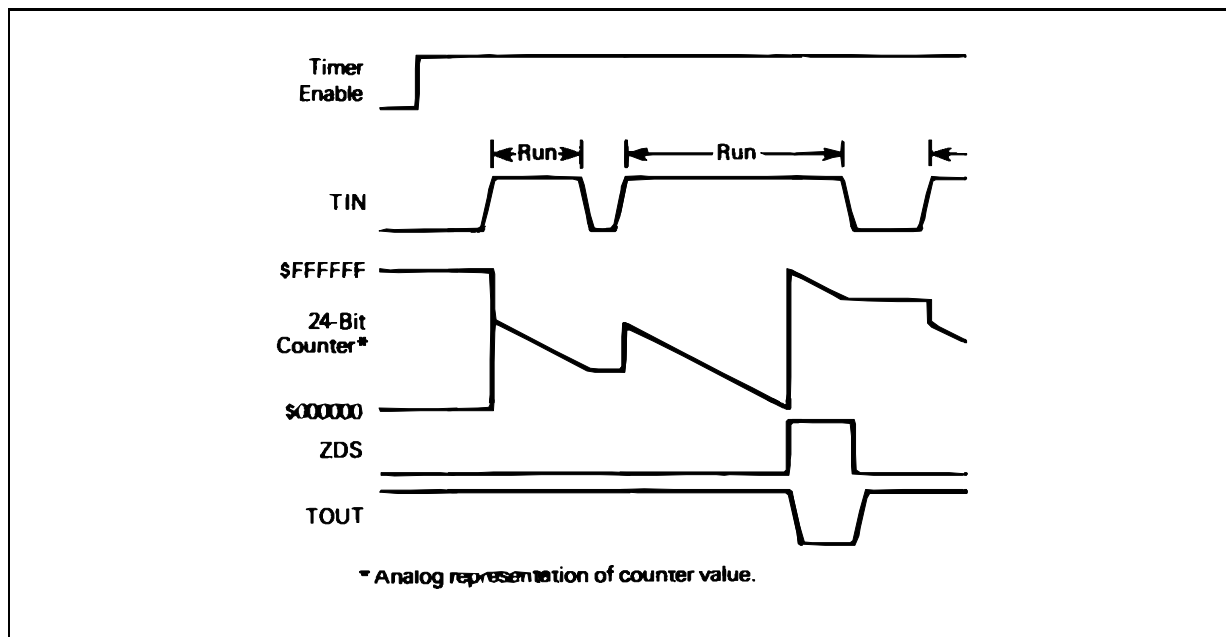 Timer
Enable
Run
Run
TIN
$FFFFFF
24-Bit
Counter*
$000000
ZDS
TOUT
* Analog representation of counter value.